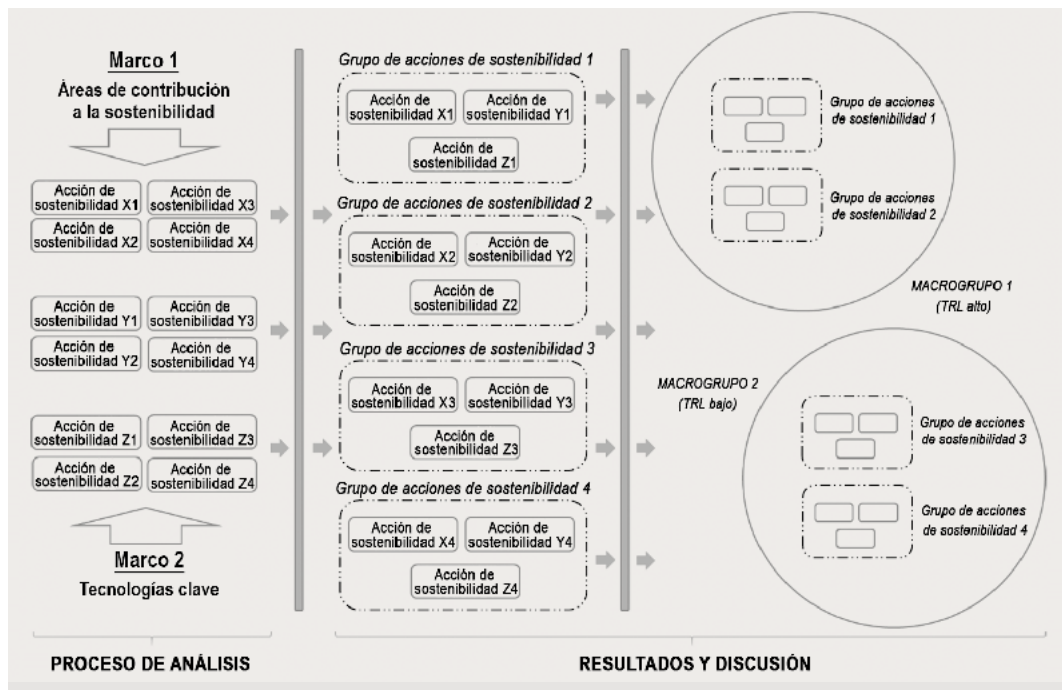 Marco 1
Áreas de contribución
a la sostenibilidad
Acción de
sostenibilidad X1
Acción de
sostenibilidad X3
Acción de
sostenibilidad X2
Acción de
sostenibilidad X4
Acción de
sostenibilidad Y1
Acción de
sostenibilidad Y3
Acción de
sostenibilidad Y2
Acción de
sostenibilidad Y4
Acción de
sostenibilidad Z1
Acción de
sostenibilidad Z3
Acción de
sostenibilidad Z2
Acción de
sostenibilidad Z4
Marco 2
Tecnologías clave
PROCESO DE ANÁLISIS
Grupo de acciones de sostenibilidad 1
Acción de
sostenibilidad X1
Acción de
sostenibilidad Y1
Acción de
sostenibilidad Z1
Grupo de acciones de sostenibilidad 2
Acción de
sostenibilidad X2
Acción de
sostenibilidad Y2
Acción de
sostenibilidad Z2
Grupo de acciones de sostenibilidad 3
Acción de
sostenibilidad X3
Acción de
sostenibilidad Y3
Acción de
sostenibilidad Z3
Grupo de acciones de sostenibilidad 4
Acción de
sostenibilidad X4
Acción de
sostenibilidad Y4
Acción de
sostenibilidad Z4
Grupo de acciones
de sostenibilidad 1
Grupo de acciones
de sostenibilidad 2
MACROGRUPO 1
(TRL alto)
MACROGRUPO 2
(TRL bajo)
Grupo de acciones
de sostenibilidad 3
Grupo de acciones
de sostenibilidad 4
RESULTADOS Y DISCUSIÓN